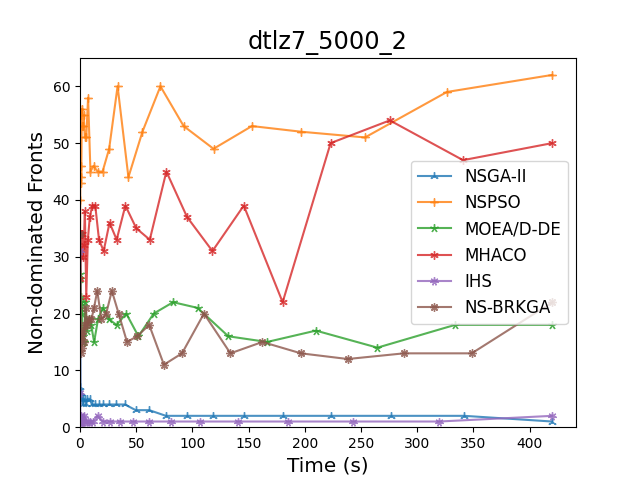 dtlz7_5000_2
Non-dominated Fronts
60
50
40
30
20
10
0
NSGA-II
NSPSO
MOEA/D-DE
MHACO
IHS
NS-BRKGA
0 50 100 150 200 250 300 350 400
Time (s)